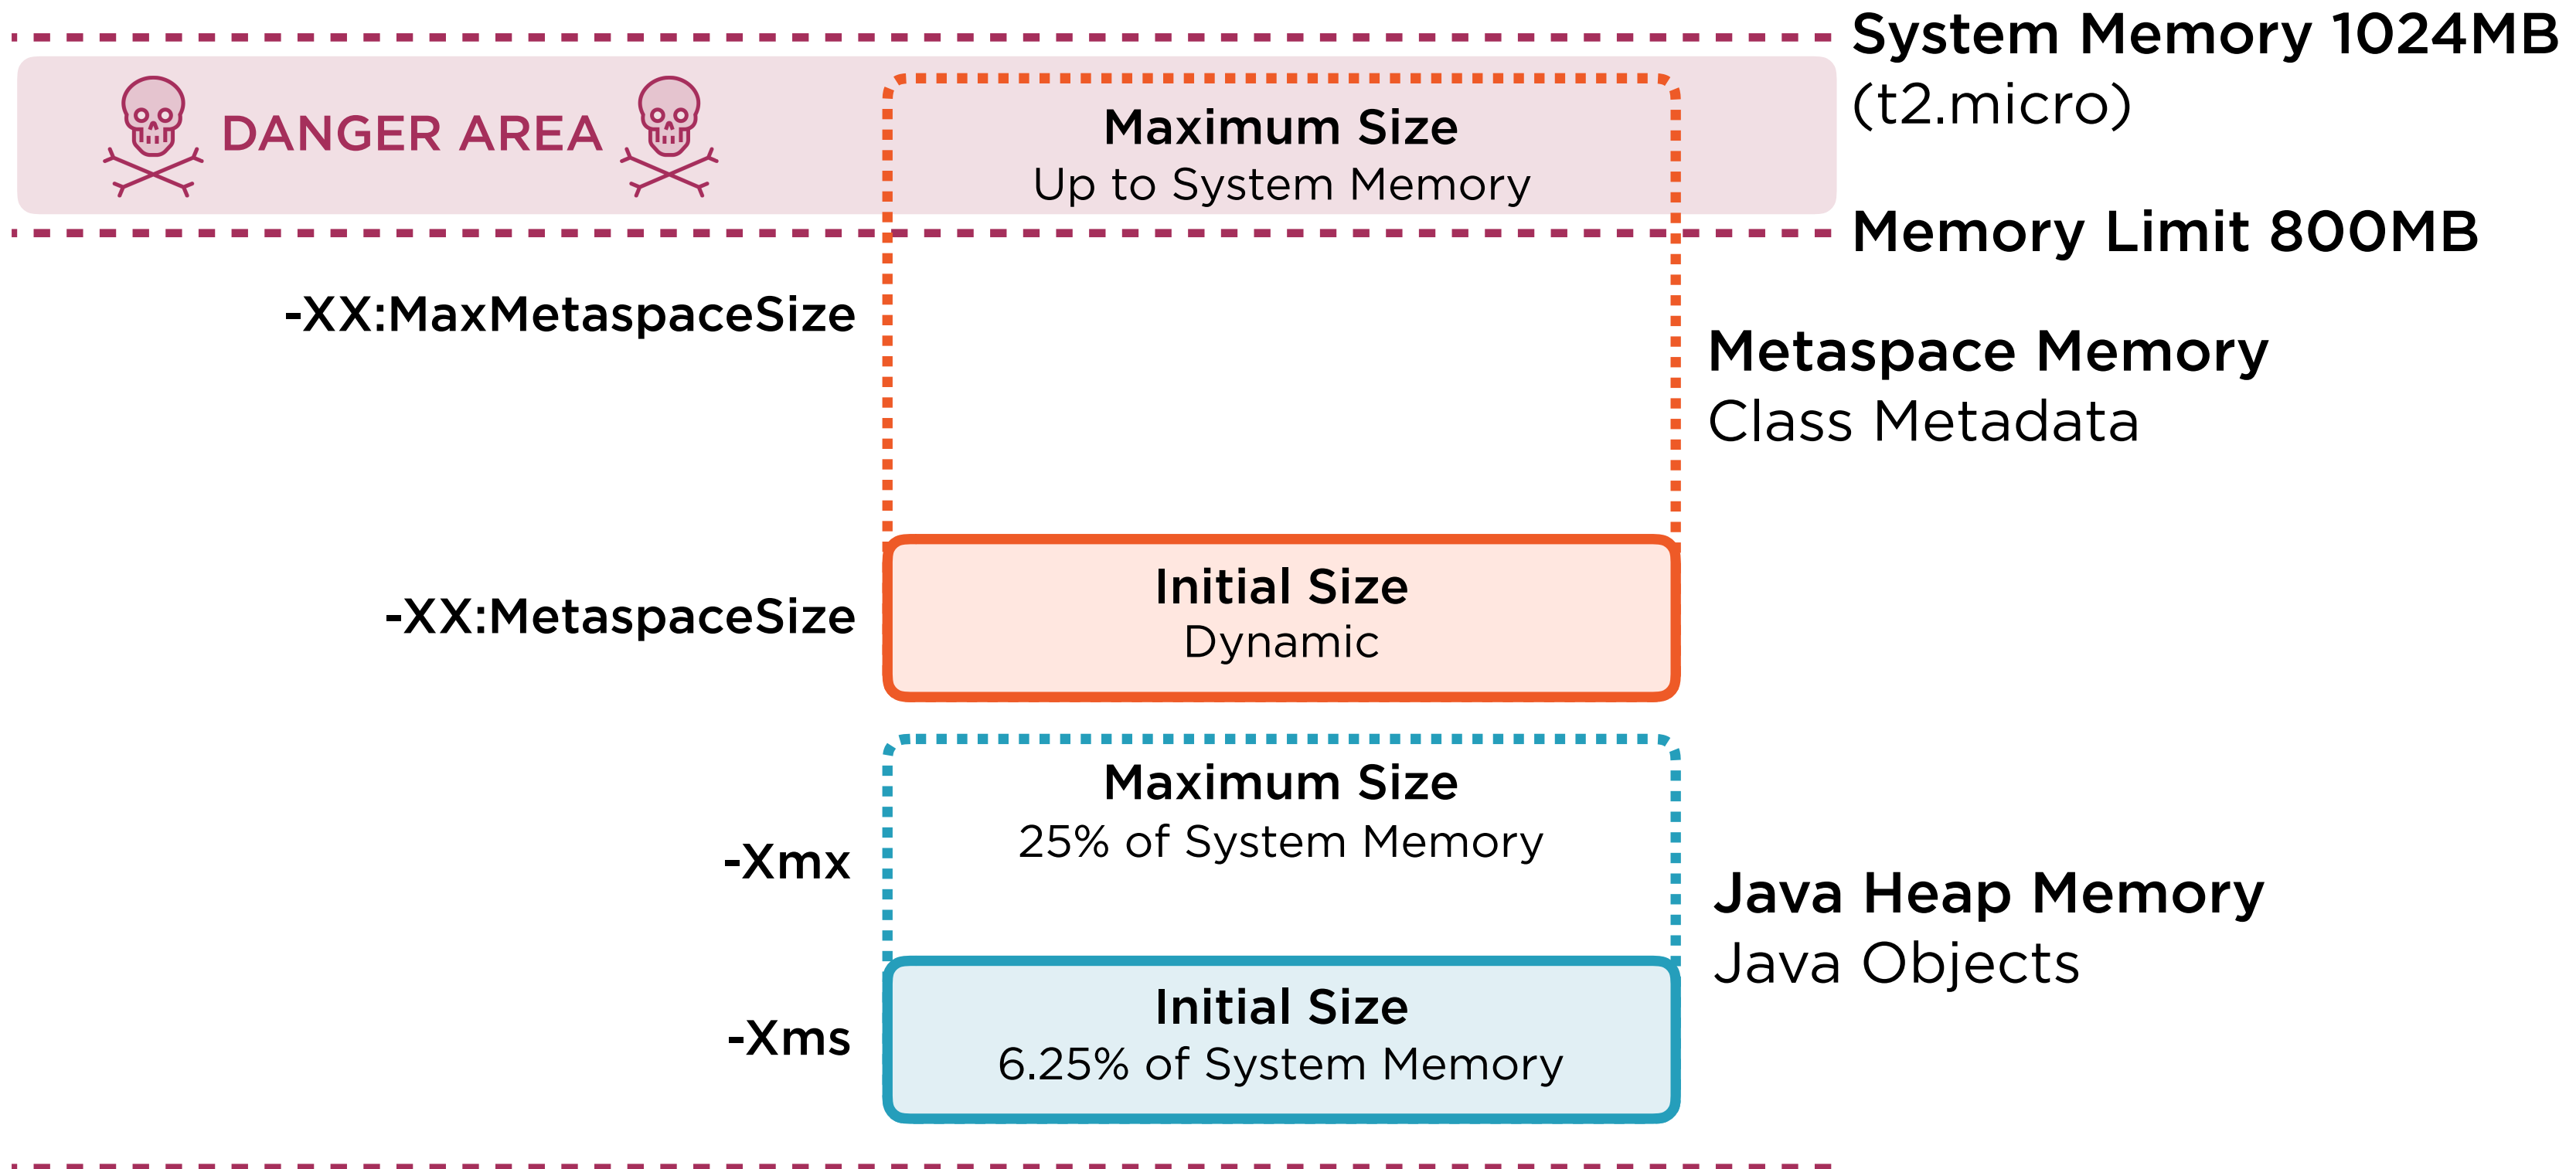 System Memory 1024MB
(t2.micro)
DANGER AREA
Maximum Size
Up to System Memory
Memory Limit 800MB
-XX:MaxMetaspaceSize
Metaspace Memory
Class Metadata
-XX:MetaspaceSize
Initial Size
Dynamic
Maximum Size
25% of System Memory
-Xmx
Java Heap Memory
Java Objects
-Xms
Initial Size
6.25% of System Memory